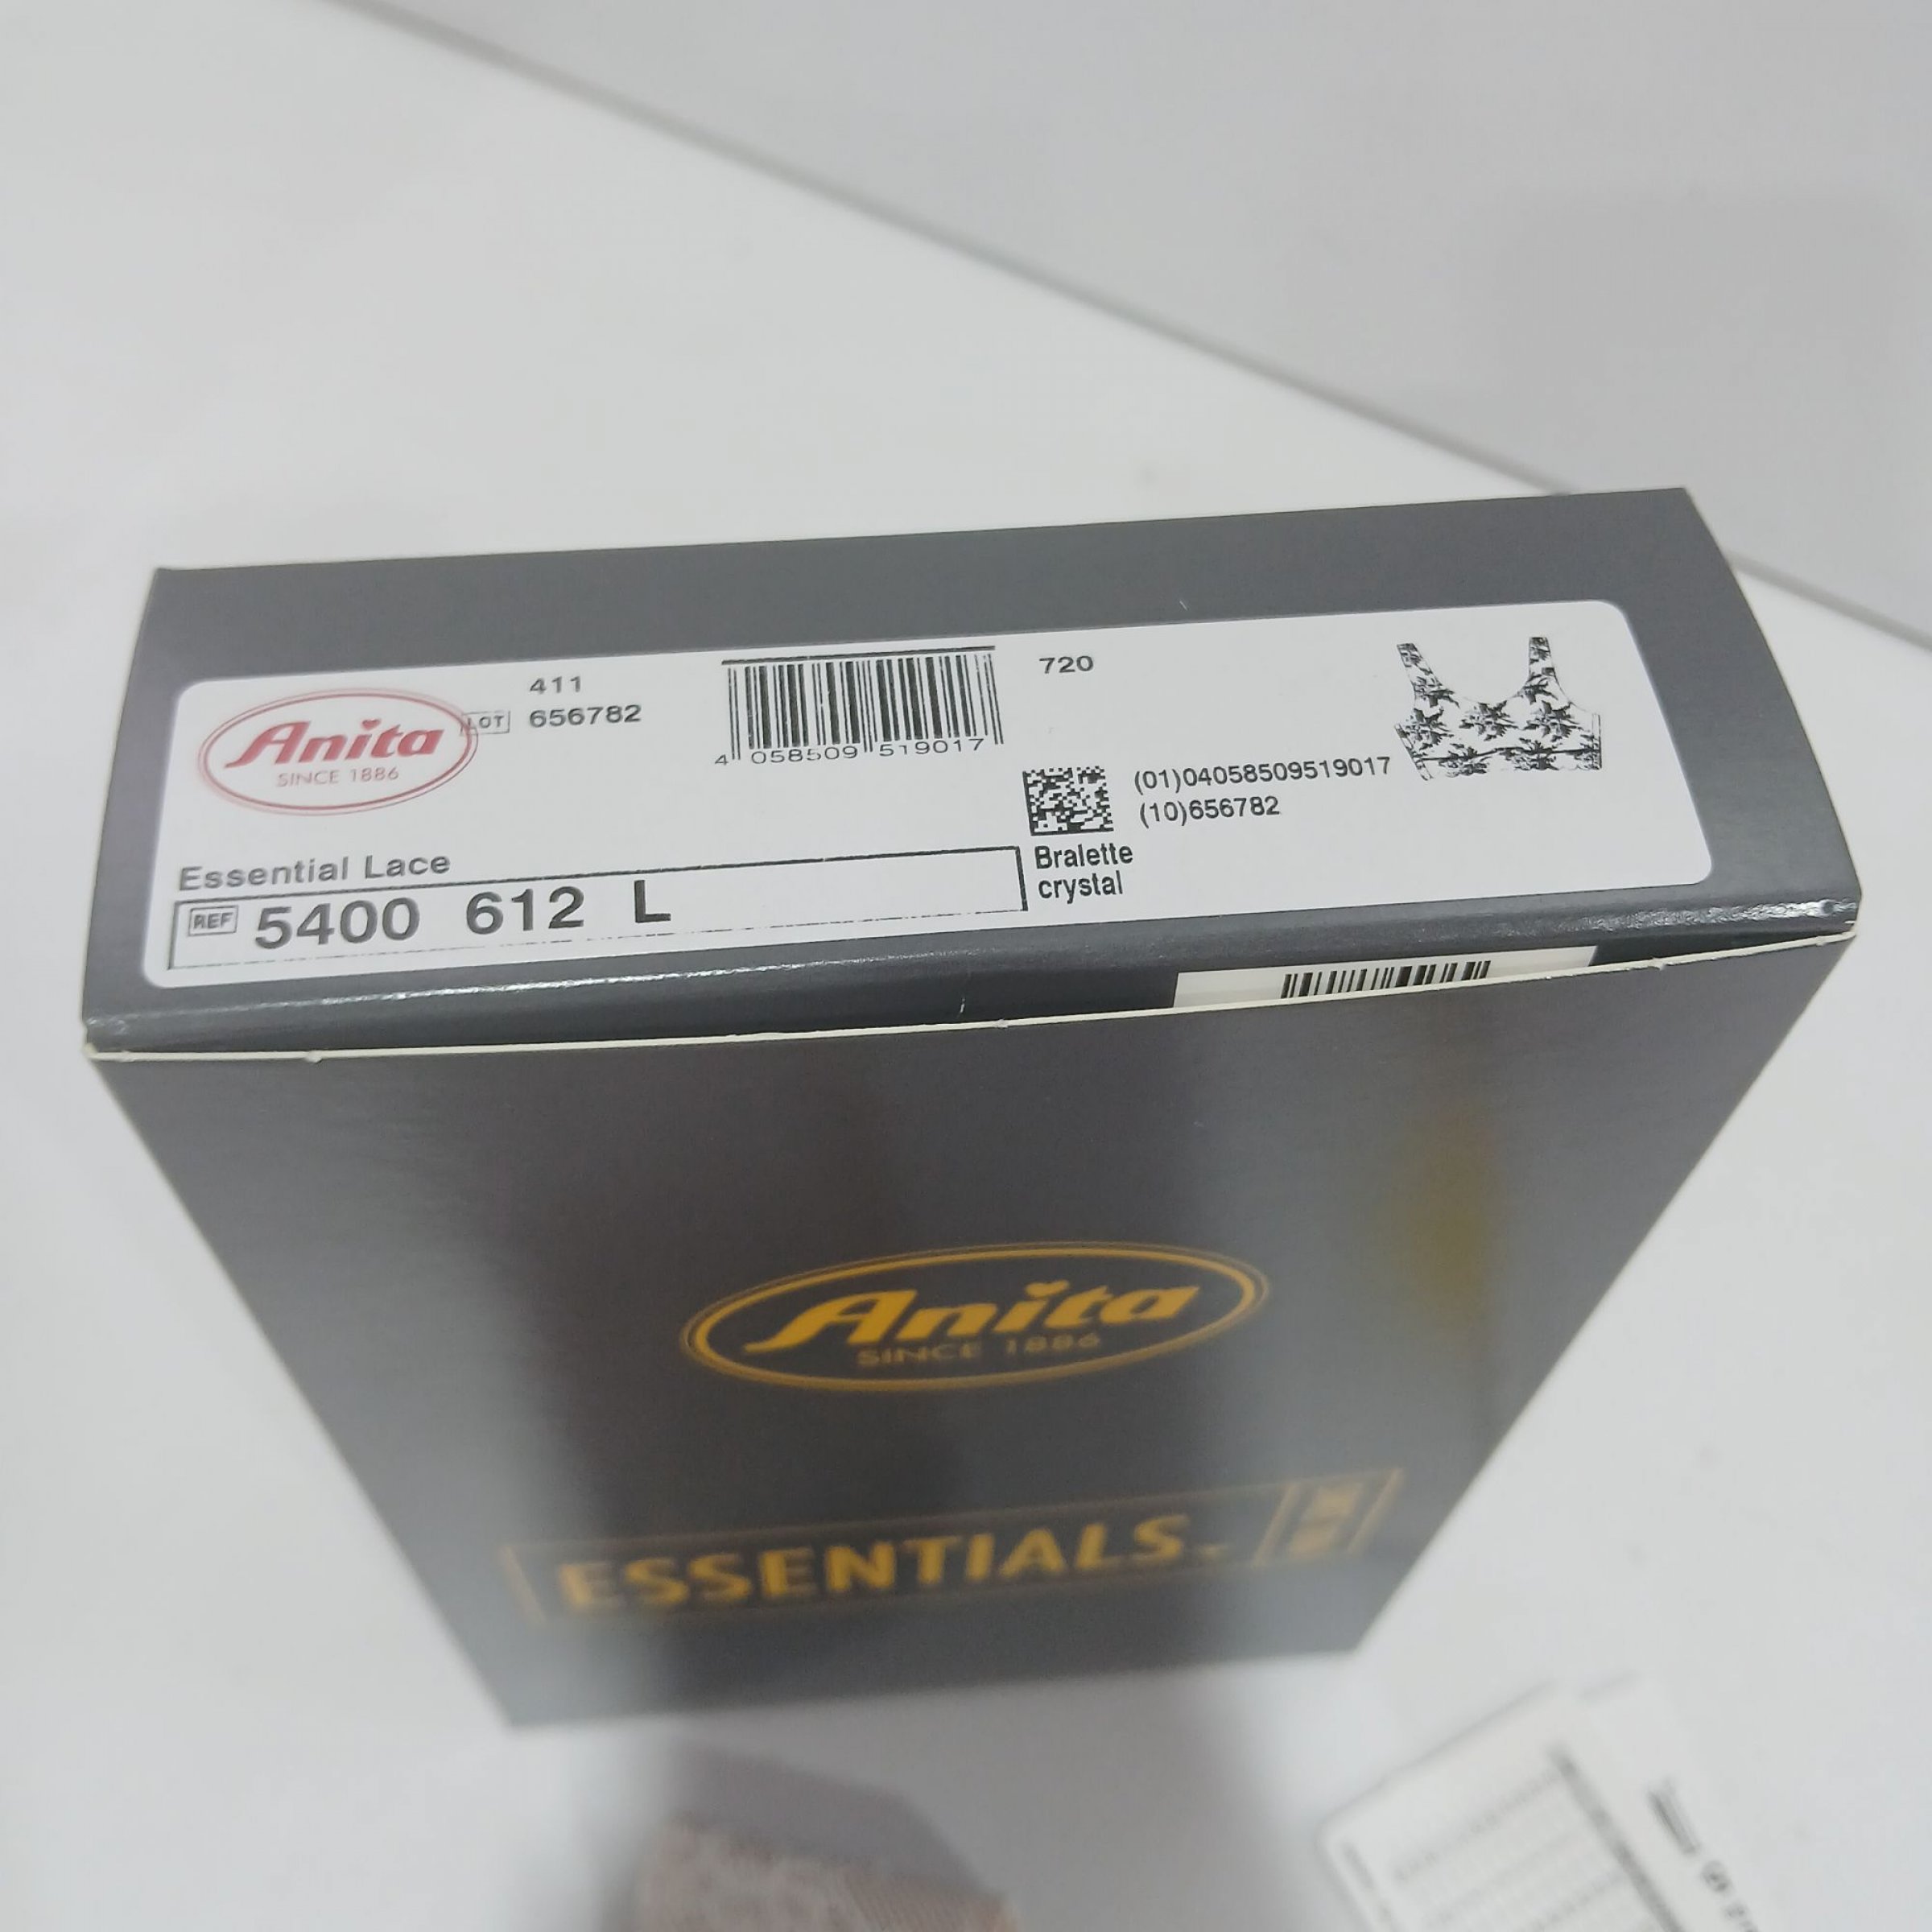 Anita
SINCE 1886
411
LOT 656782
4 058509 519017
720
(01)04058509519017
(10)656782
Essential Lace
REF 5400 612 L
Bralette
crystal
Anita
SINCE 1886
ESSENTIALS